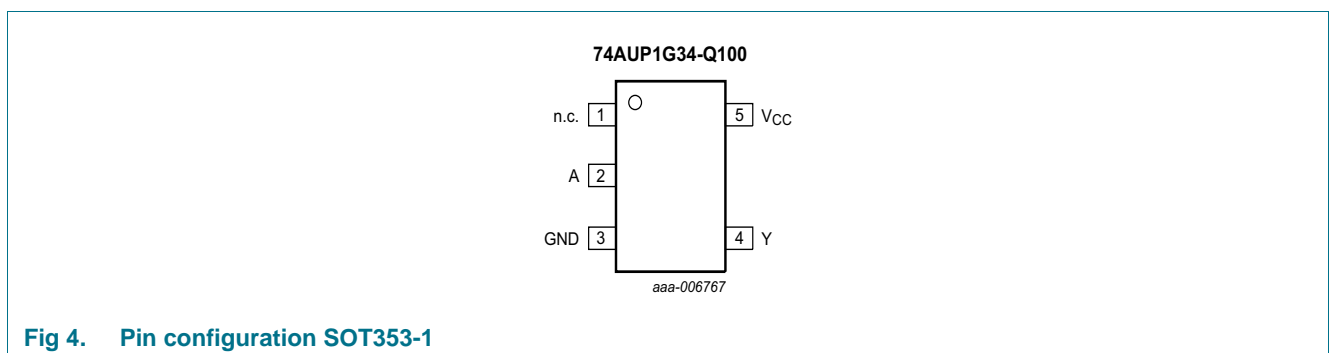 74AUP1G34-Q100
n.c. 1
5 VCC
A 2
GND 3
4 Y
aaa-006767
Fig 4. Pin configuration SOT353-1